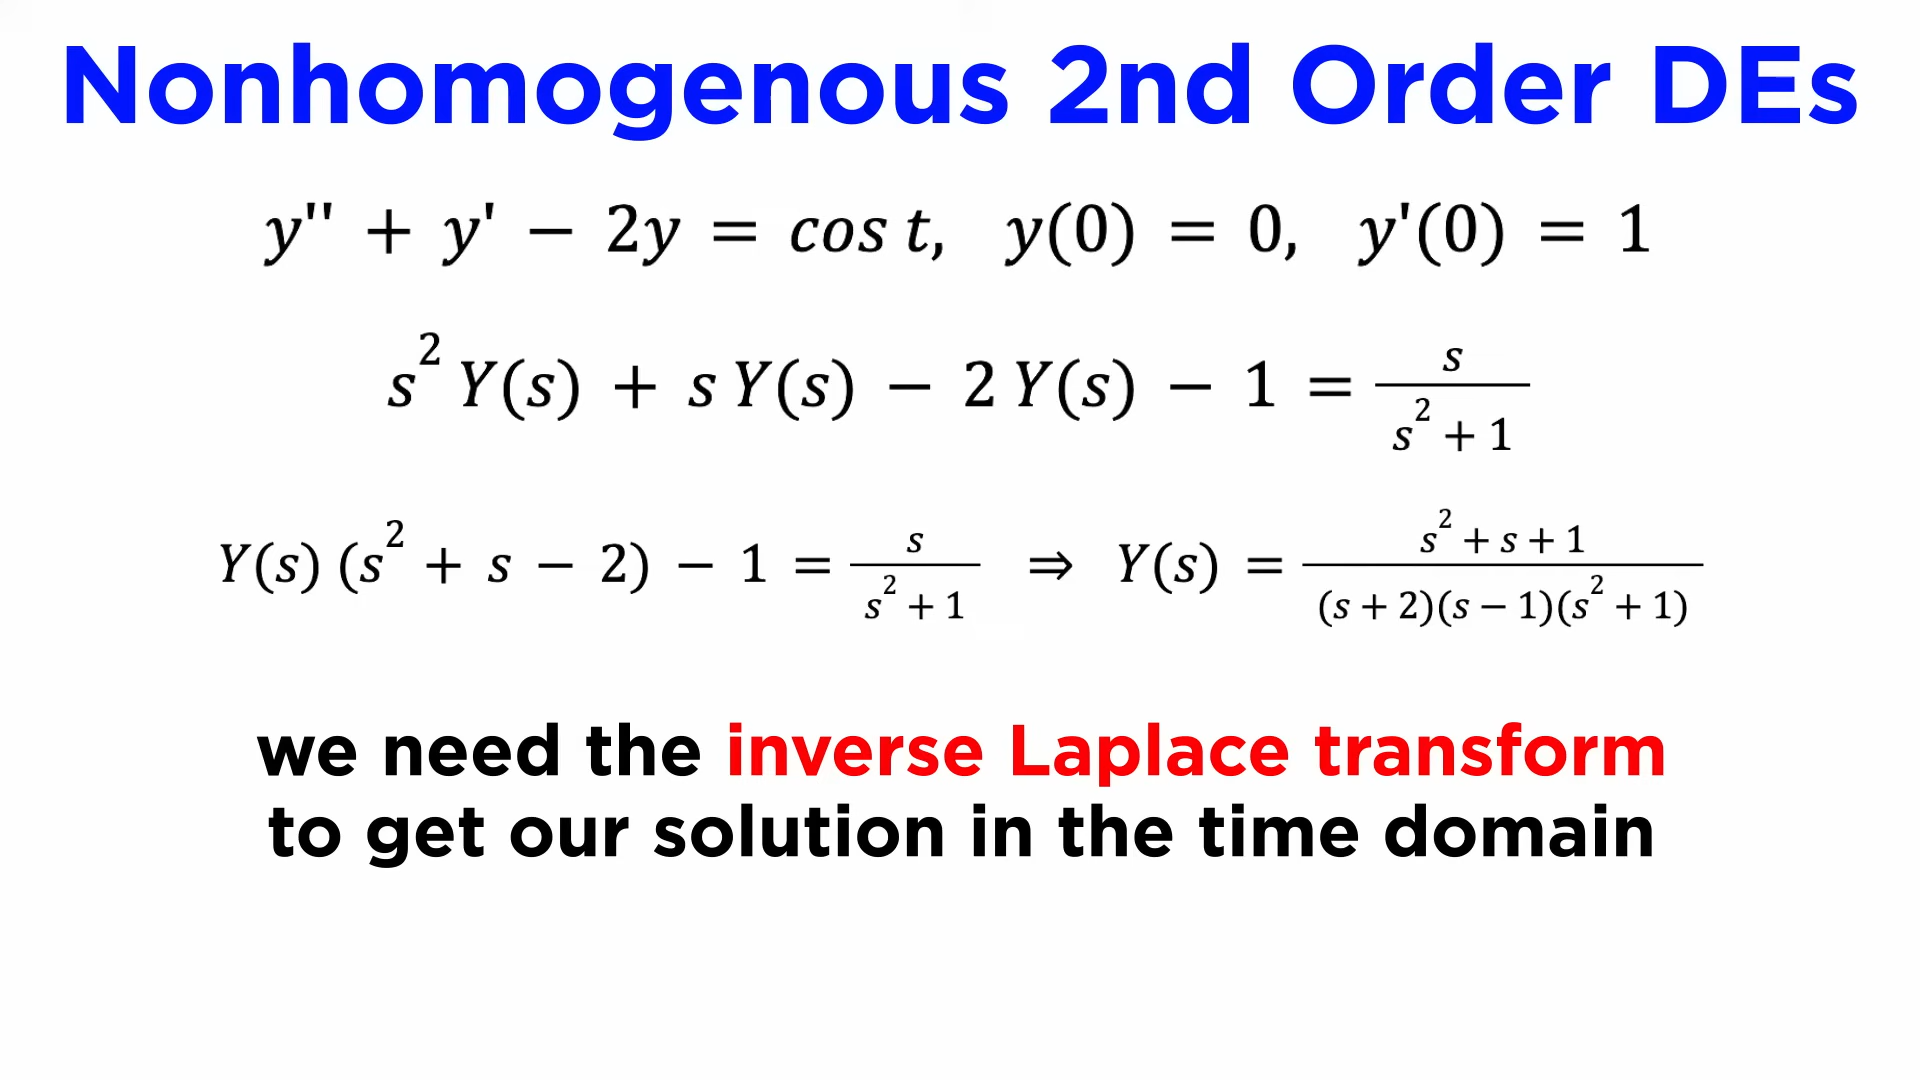 Nonhomogenous 2nd Order DEs
y'' + y' − 2y = cos t, y(0) = 0, y'(0) = 1
s² Y(s) + s Y(s) − 2 Y(s) − 1 = s/(s² + 1)
Y(s) (s² + s − 2) − 1 = s/(s² + 1) ⇒ Y(s) = (s² + s + 1)/((s + 2)(s − 1)(s² + 1))
we need the inverse Laplace transform
to get our solution in the time domain